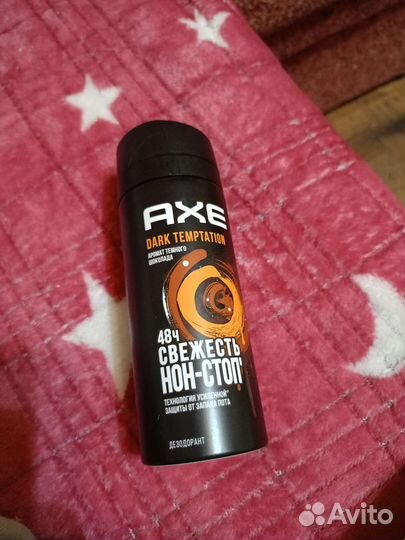 AXE
DARK TEMPTATION
АРОМАТ ТЕМНОГО
ШОКОЛАДА
48Ч
СВЕЖЕСТЬ
НОН-СТОП*
ТЕХНОЛОГИЯ УСИЛЕННОЙ*
ЗАЩИТЫ ОТ ЗАПАХА ПОТА
ДЕЗОДОРАНТ
Avito